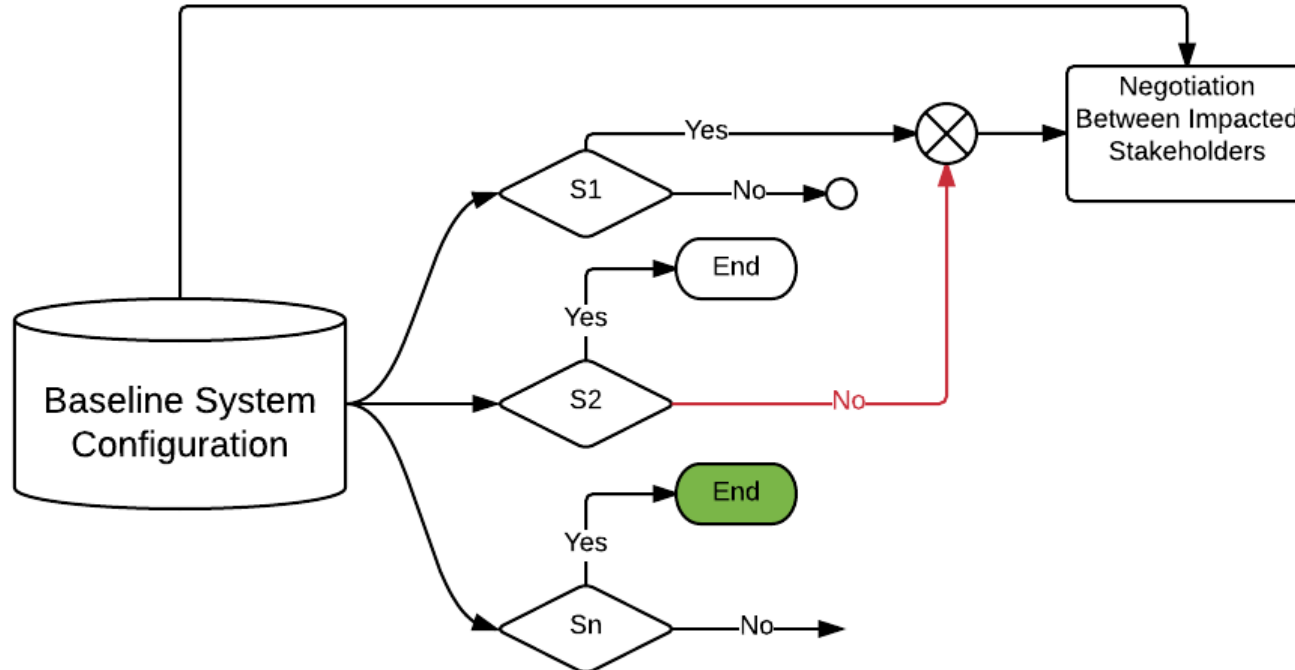 Negotiation
Between Impacted
Stakeholders
Yes
S1
No
End
Yes
Baseline System
Configuration
S2
No
End
Yes
Sn
No